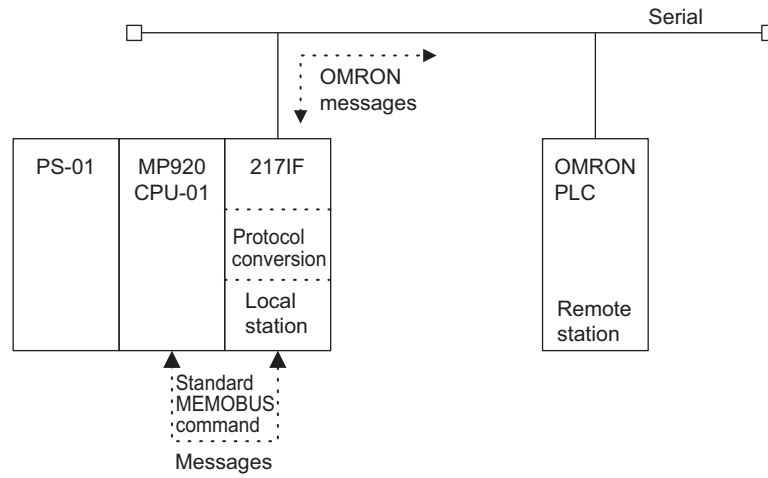 Serial
OMRON
messages
PS-01
MP920
CPU-01
217IF
OMRON
PLC
Protocol
conversion
Local
station
Remote
station
Standard
MEMOBUS
command
Messages